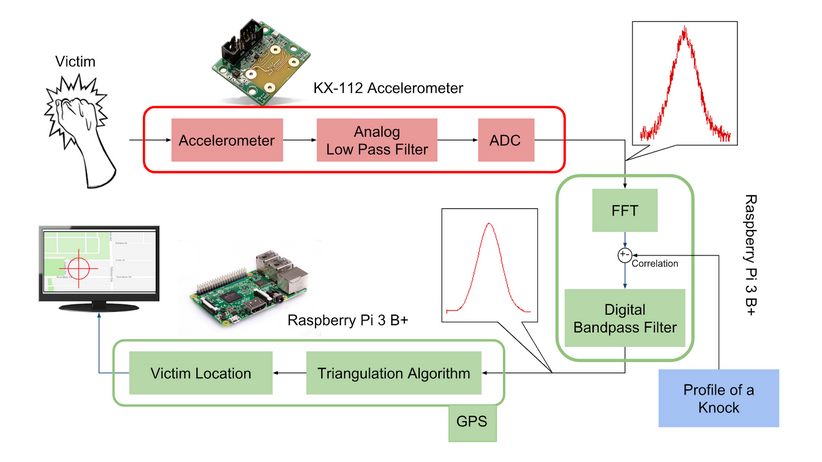 Victim
KX-112 Accelerometer
Accelerometer
Analog
Low Pass Filter
ADC
FFT
+-
Correlation
Raspberry Pi 3 B+
Digital
Bandpass Filter
Raspberry Pi 3 B+
Victim Location
Triangulation Algorithm
Profile of a
Knock
GPS